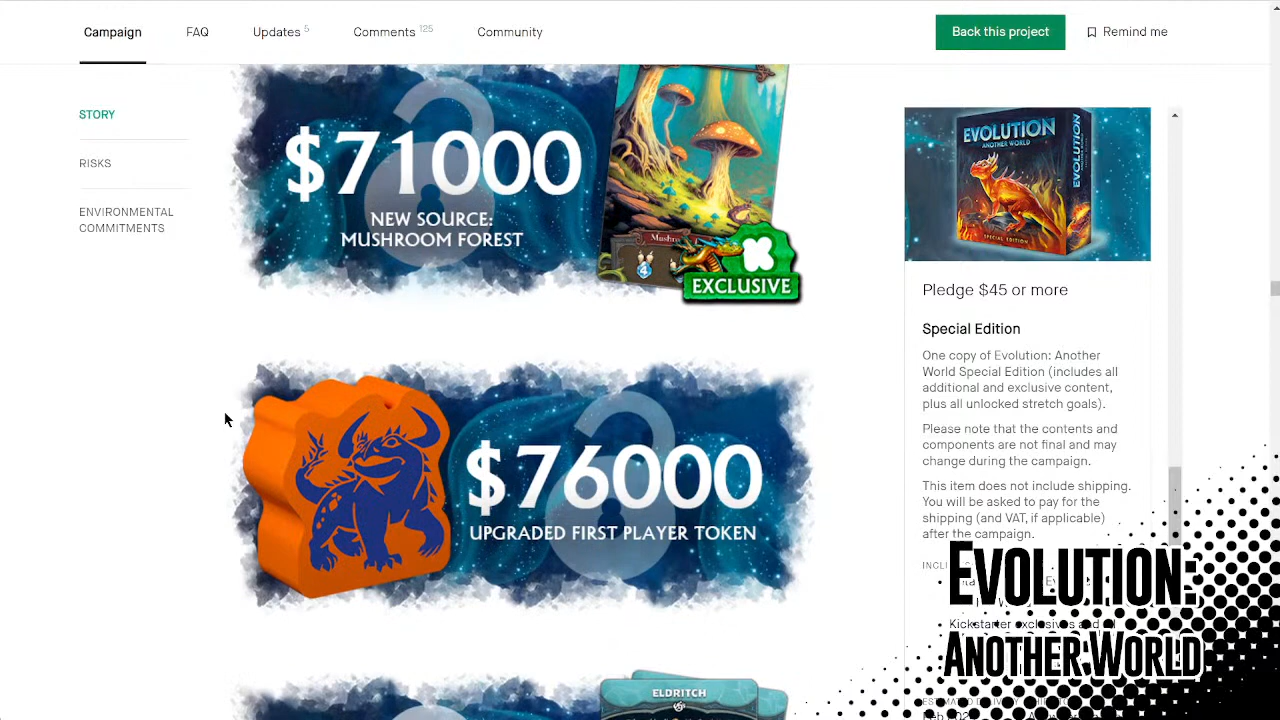 Campaign FAQ Updates 5 Comments 125 Community Back this project Remind me
STORY
RISKS
ENVIRONMENTAL
COMMITMENTS
$71000
NEW SOURCE:
MUSHROOM FOREST
4
EXCLUSIVE
$76000
UPGRADED FIRST PLAYER TOKEN
ELDRITCH
EVOLUTION
ANOTHER WORLD
EVOLUTION
SPECIAL EDITION
Pledge $45 or more
Special Edition
One copy of Evolution: Another
World Special Edition (includes all
additional and exclusive content,
plus all unlocked stretch goals).
Please note that the contents and
components are not final and may
change during the campaign.
This item does not include shipping.
You will be asked to pay for the
shipping (and VAT, if applicable)
after the campaign.
Kickstarter exclusives and all
EVOLUTION:
ANOTHER WORLD